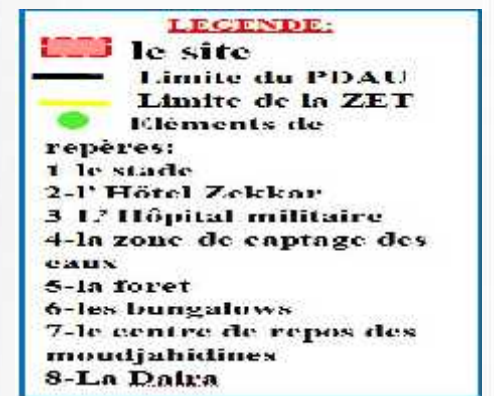 LEGENDE:
le site
Limite du PDAU
Limite de la ZET
Eléments de
repères:
1 le stade
2-l' Hôtel Zekkar
3 L' Hôpital militaire
4-la zone de captage des
eaux
5-la foret
6-les bungalows
7-le centre de repos des
moudjahidines
8-La Daira